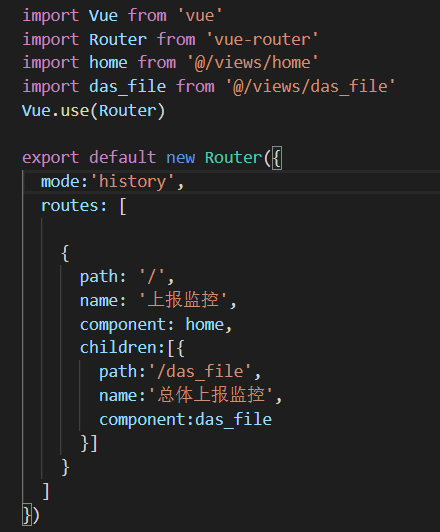 import Vue from 'vue'
import Router from 'vue-router'
import home from '@/views/home'
import das_file from '@/views/das_file'
Vue.use(Router)
export default new Router({
mode:'history',
routes: [
{
path: '/',
name: '上报监控',
component: home,
children:[{
path:'/das_file',
name:'总体上报监控',
component:das_file
}]
}
]
})